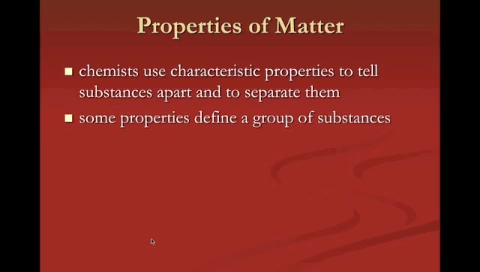 Properties of Matter
chemists use characteristic properties to tell
substances apart and to separate them
some properties define a group of substances